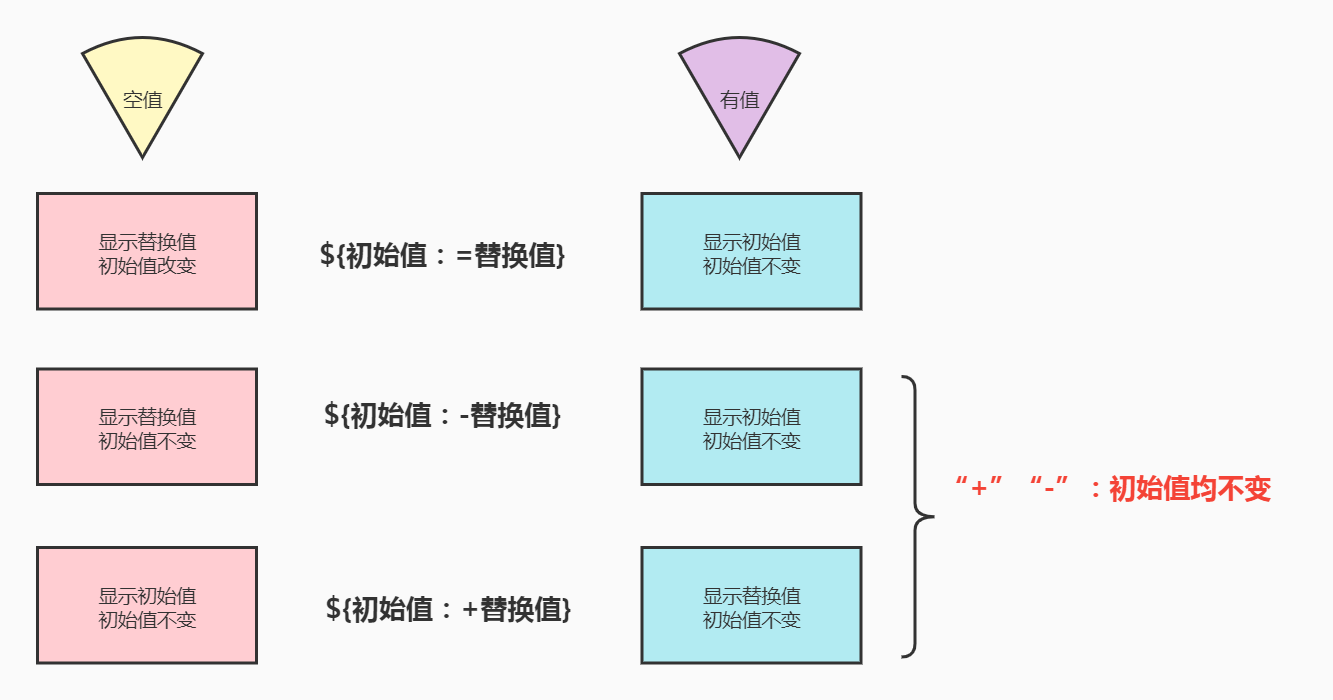 空值
有值
显示替换值
初始值改变
${初始值：=替换值}
显示初始值
初始值不变
显示替换值
初始值不变
${初始值：-替换值}
显示初始值
初始值不变
“+” “-” ：初始值均不变
显示初始值
初始值不变
${初始值：+替换值}
显示替换值
初始值不变